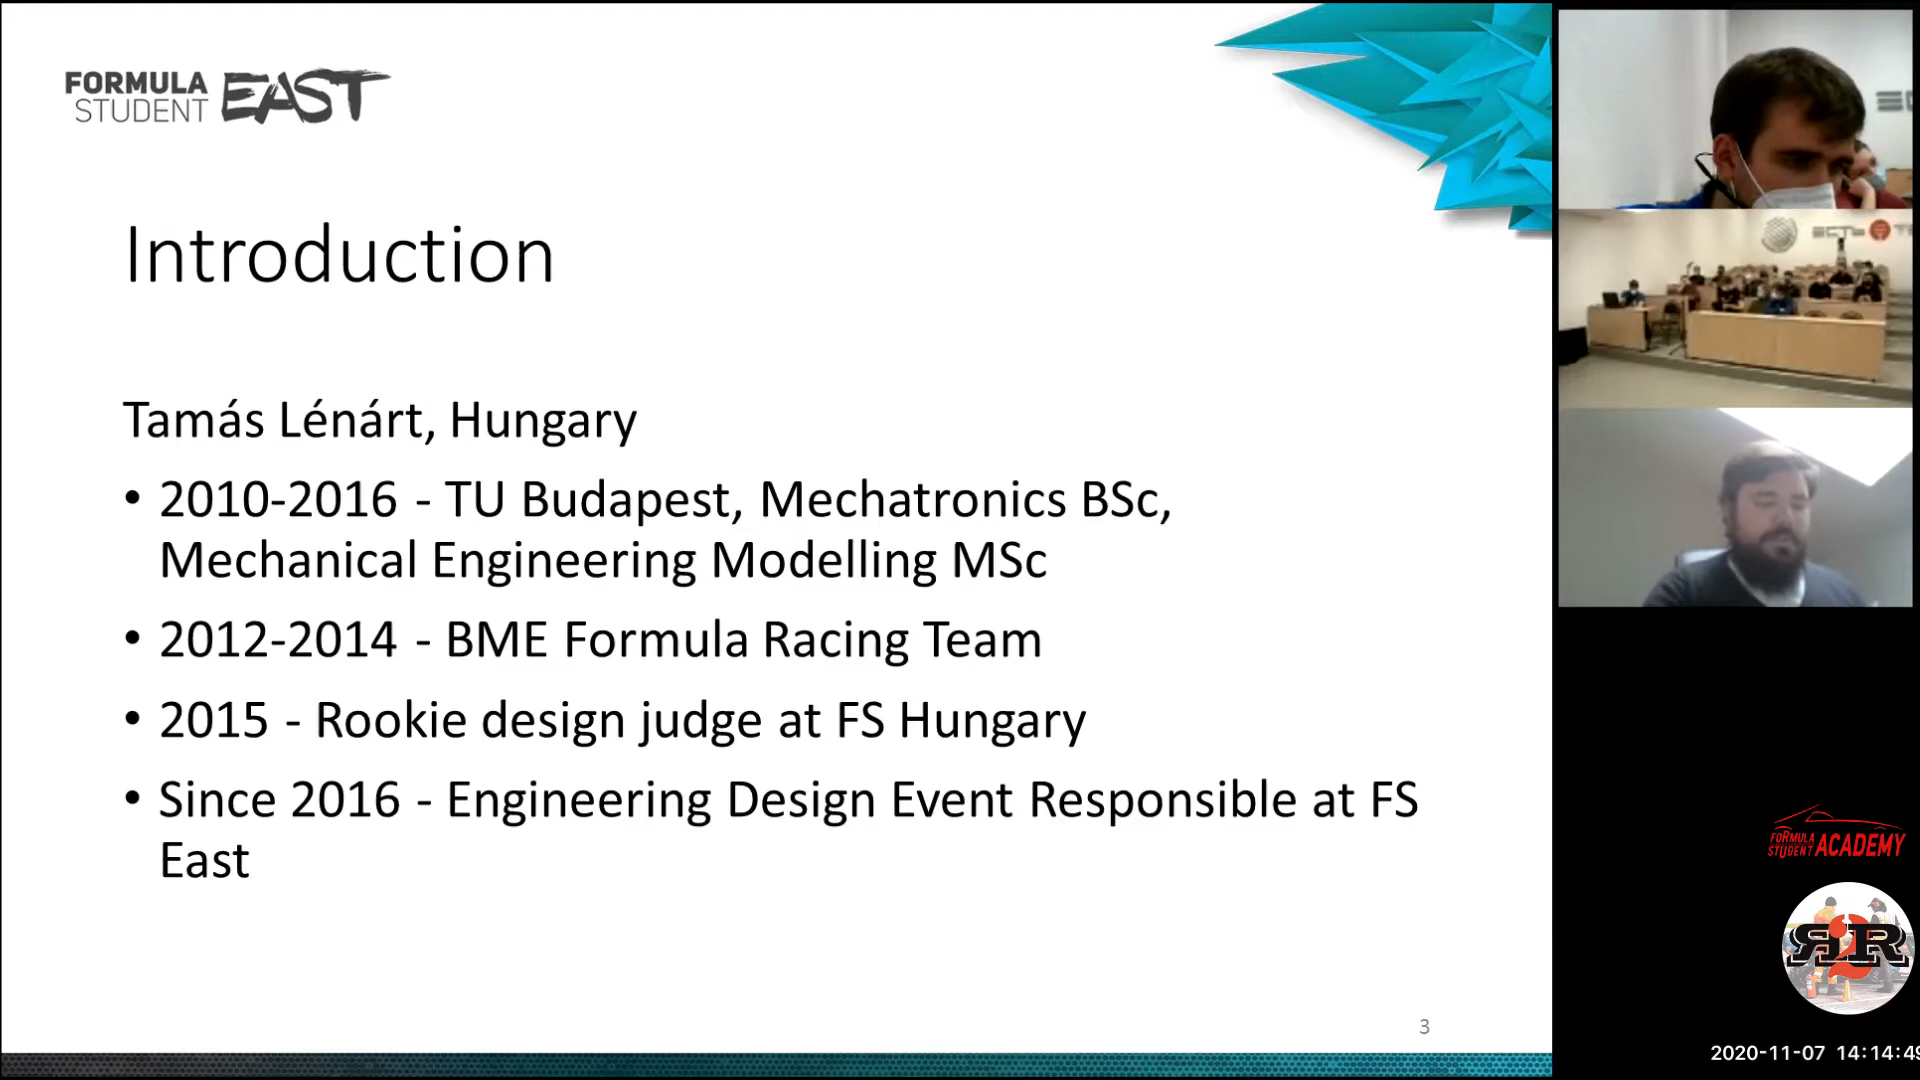 FORMULA
STUDENT EAST
Introduction
Tamás Lénárt, Hungary
• 2010-2016 - TU Budapest, Mechatronics BSc,
Mechanical Engineering Modelling MSc
• 2012-2014 - BME Formula Racing Team
• 2015 - Rookie design judge at FS Hungary
• Since 2016 - Engineering Design Event Responsible at FS
East
3
ЕСТЬ
FORMULA
STUDENT ACADEMY
Я2R
2020-11-07 14:14:49